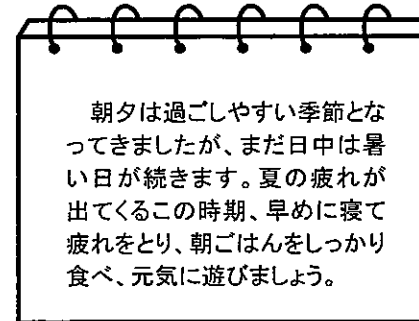 朝夕は過ごしやすい季節とな
ってきましたが、まだ日中は暑
い日が続きます。夏の疲れが
出てくるこの時期、早めに寝て
疲れをとり、朝ごはんをしっかり
食べ、元気に遊びましょう。